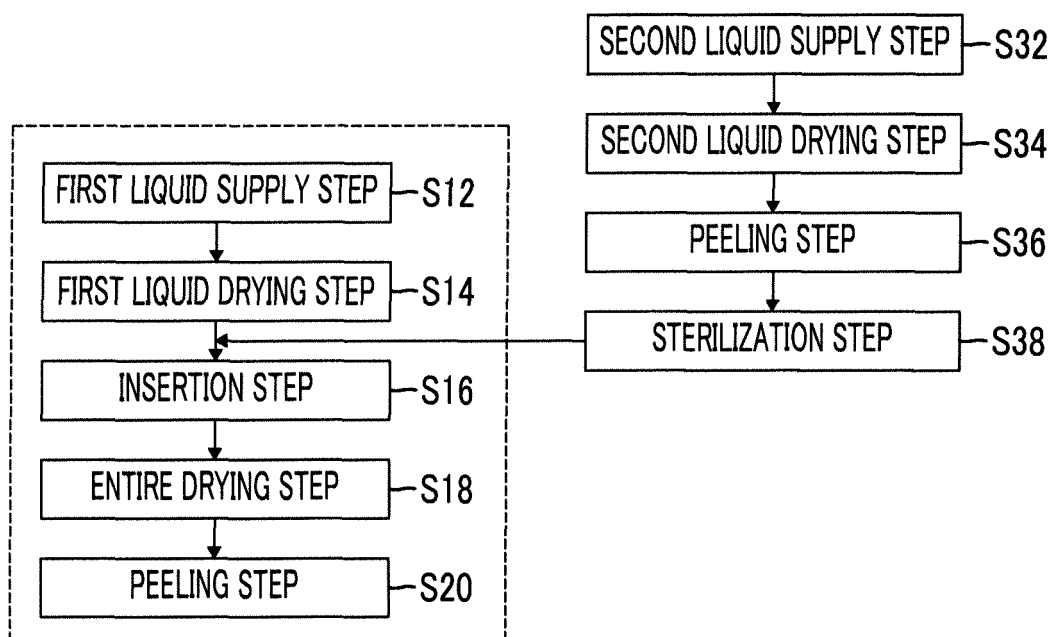 FIRST LIQUID SUPPLY STEP S12
FIRST LIQUID DRYING STEP S14
INSERTION STEP S16
ENTIRE DRYING STEP S18
PEELING STEP S20
SECOND LIQUID SUPPLY STEP S32
SECOND LIQUID DRYING STEP S34
PEELING STEP S36
STERILIZATION STEP S38